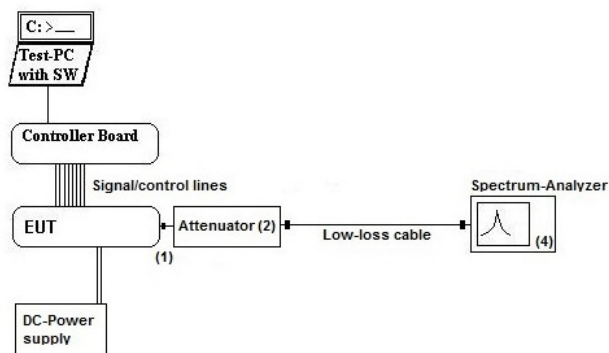 C:>__
Test-PC
with SW
Controller Board
Signal/control lines
Spectrum-Analyzer
EUT
Attenuator (2)
Low-loss cable
(4)
(1)
DC-Power
supply